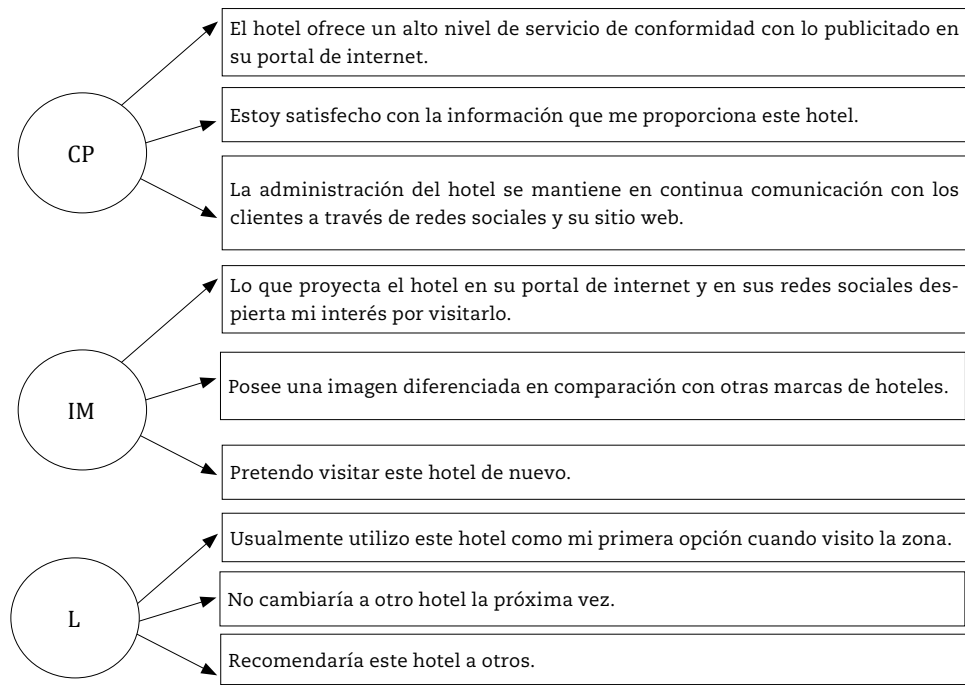 El hotel ofrece un alto nivel de servicio de conformidad con lo publicitado en
su portal de internet.
CP
Estoy satisfecho con la información que me proporciona este hotel.
La administración del hotel se mantiene en continua comunicación con los
clientes a través de redes sociales y su sitio web.
Lo que proyecta el hotel en su portal de internet y en sus redes sociales des-
pierta mi interés por visitarlo.
IM
Posee una imagen diferenciada en comparación con otras marcas de hoteles.
Pretendo visitar este hotel de nuevo.
Usualmente utilizo este hotel como mi primera opción cuando visito la zona.
L
No cambiaría a otro hotel la próxima vez.
Recomendaría este hotel a otros.